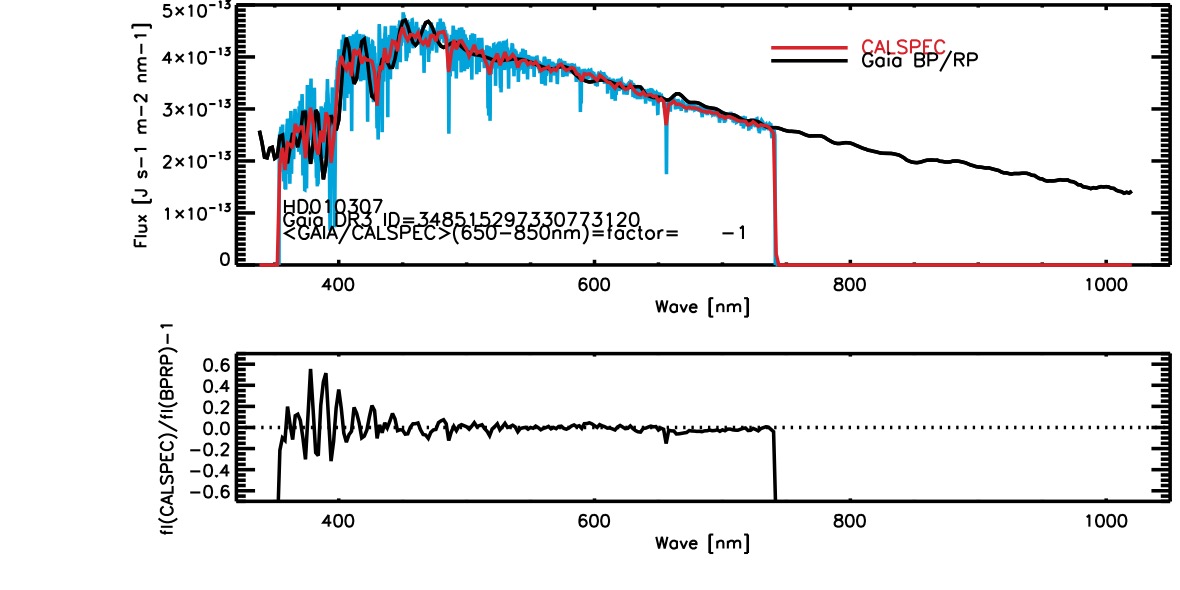 5×10−13
4×10−13
3×10−13
2×10−13
1×10−13
0
Flux [J s−1 m−2 nm−1]
CALSPEC
Gaia BP/RP
HD010307
Gaia DR3 ID=348515297330773120
<GAIA/CALSPEC>(650−850nm)=factor= −1
400 600 800 1000
Wave [nm]
fl(CALSPEC)/fl(BPRP)−1
0.6
0.4
0.2
0.0
−0.2
−0.4
−0.6
400 600 800 1000
Wave [nm]